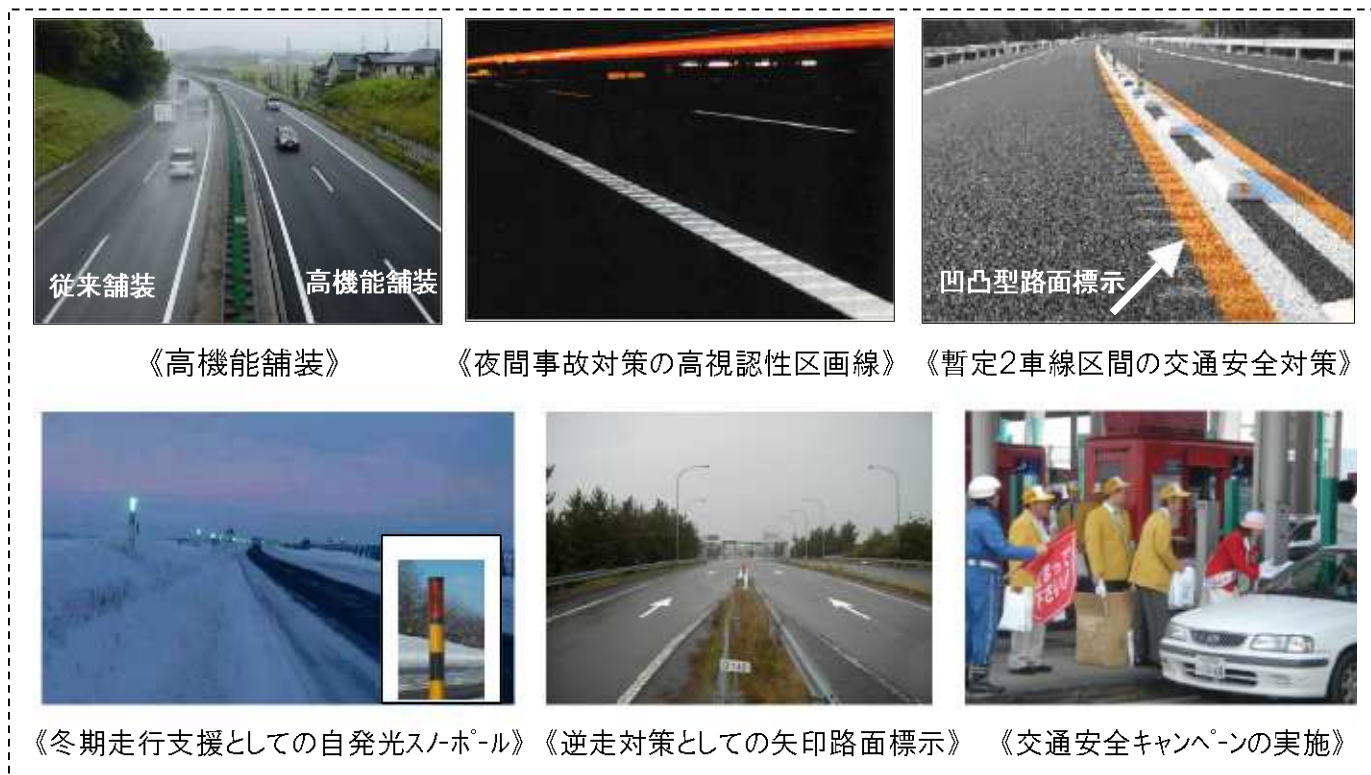 従来舗装
高機能舗装
凹凸型路面標示
《高機能舗装》
《夜間事故対策の高視認性区画線》
《暫定2車線区間の交通安全対策》
《冬期走行支援としての自発光スノーポール》
《逆走対策としての矢印路面標示》
《交通安全キャンペーンの実施》